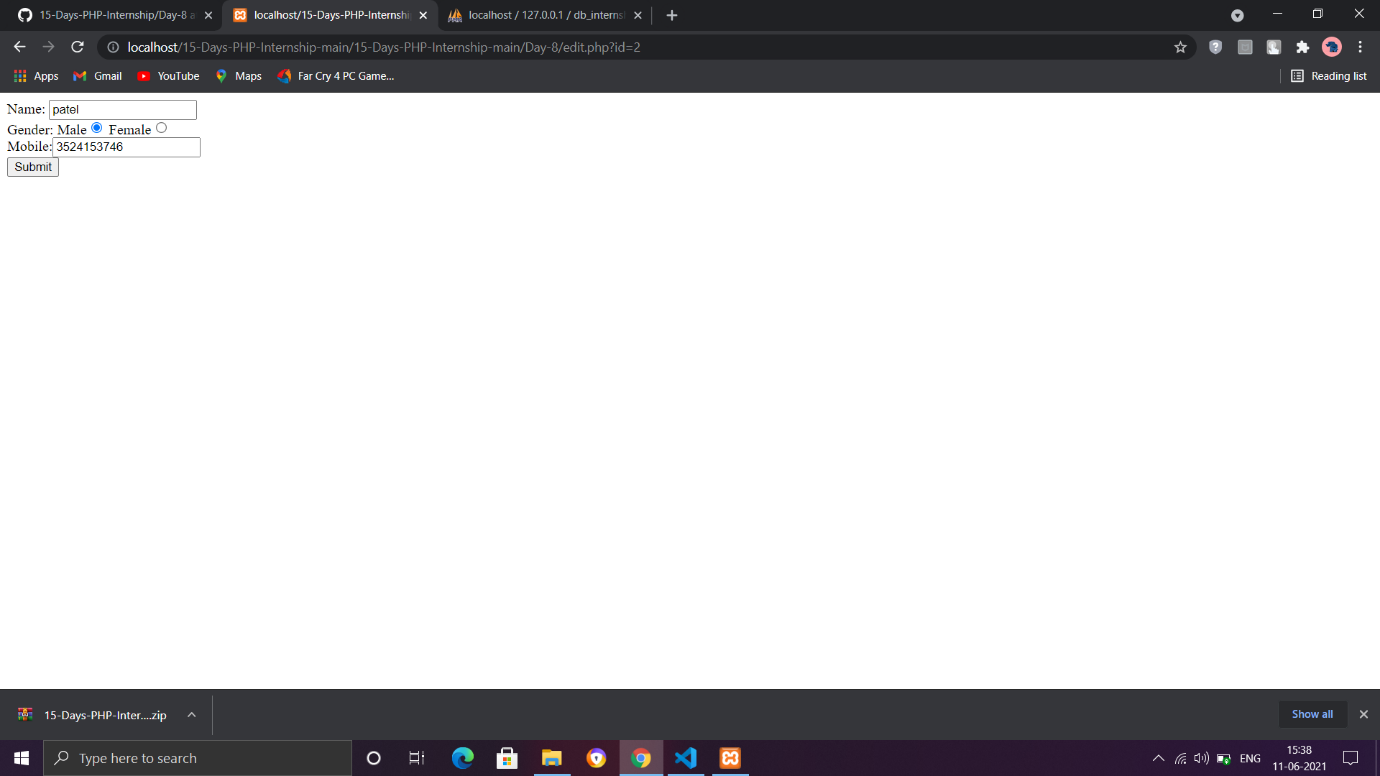 15-Days-PHP-Internship/Day-8 a
localhost/15-Days-PHP-Internshi
localhost / 127.0.0.1 / db_interns
localhost/15-Days-PHP-Internship-main/15-Days-PHP-Internship-main/Day-8/edit.php?id=2
Apps Gmail YouTube Maps Far Cry 4 PC Game... Reading list
Name: patel
Gender: Male Female
Mobile: 3524153746
Submit
15-Days-PHP-Inter....zip Show all
Type here to search ENG 15:38
11-06-2021